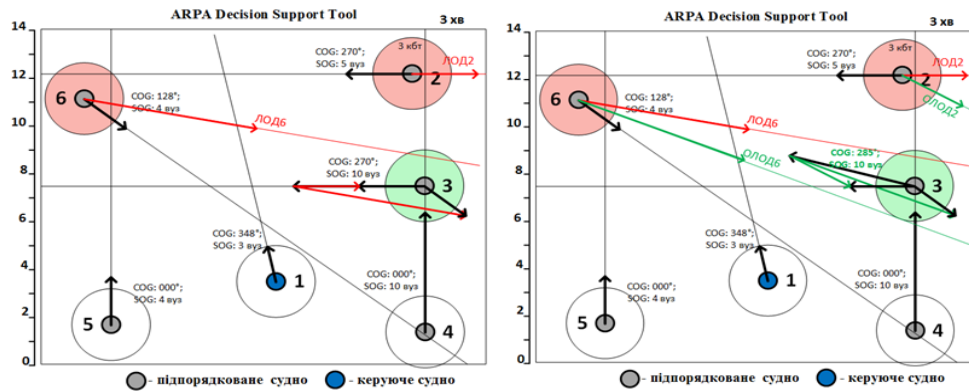 ARPA Decision Support Tool
3 хв
14
12
10
8
6
4
2
0
3 кбт
COG: 270°;
SOG: 5 вуз
2
ЛОД2
6
COG: 128°;
SOG: 4 вуз
ЛОД6
COG: 270°;
SOG: 10 вуз
3
COG: 348°;
SOG: 3 вуз
1
COG: 000°;
SOG: 4 вуз
5
COG: 000°;
SOG: 10 вуз
4
- підпорядковане судно
- керуюче судно
ARPA Decision Support Tool
3 хв
14
12
10
8
6
4
2
0
3 кбт
COG: 270°;
SOG: 5 вуз
2
ЛОД2
ОЛОД2
6
COG: 128°;
SOG: 4 вуз
ЛОД6
ОЛОД6
COG: 285°
SOG: 10 вуз
3
COG: 348°;
SOG: 3 вуз
1
COG: 000°;
SOG: 4 вуз
5
COG: 000°;
SOG: 10 вуз
4
- підпорядковане судно
- керуюче судно